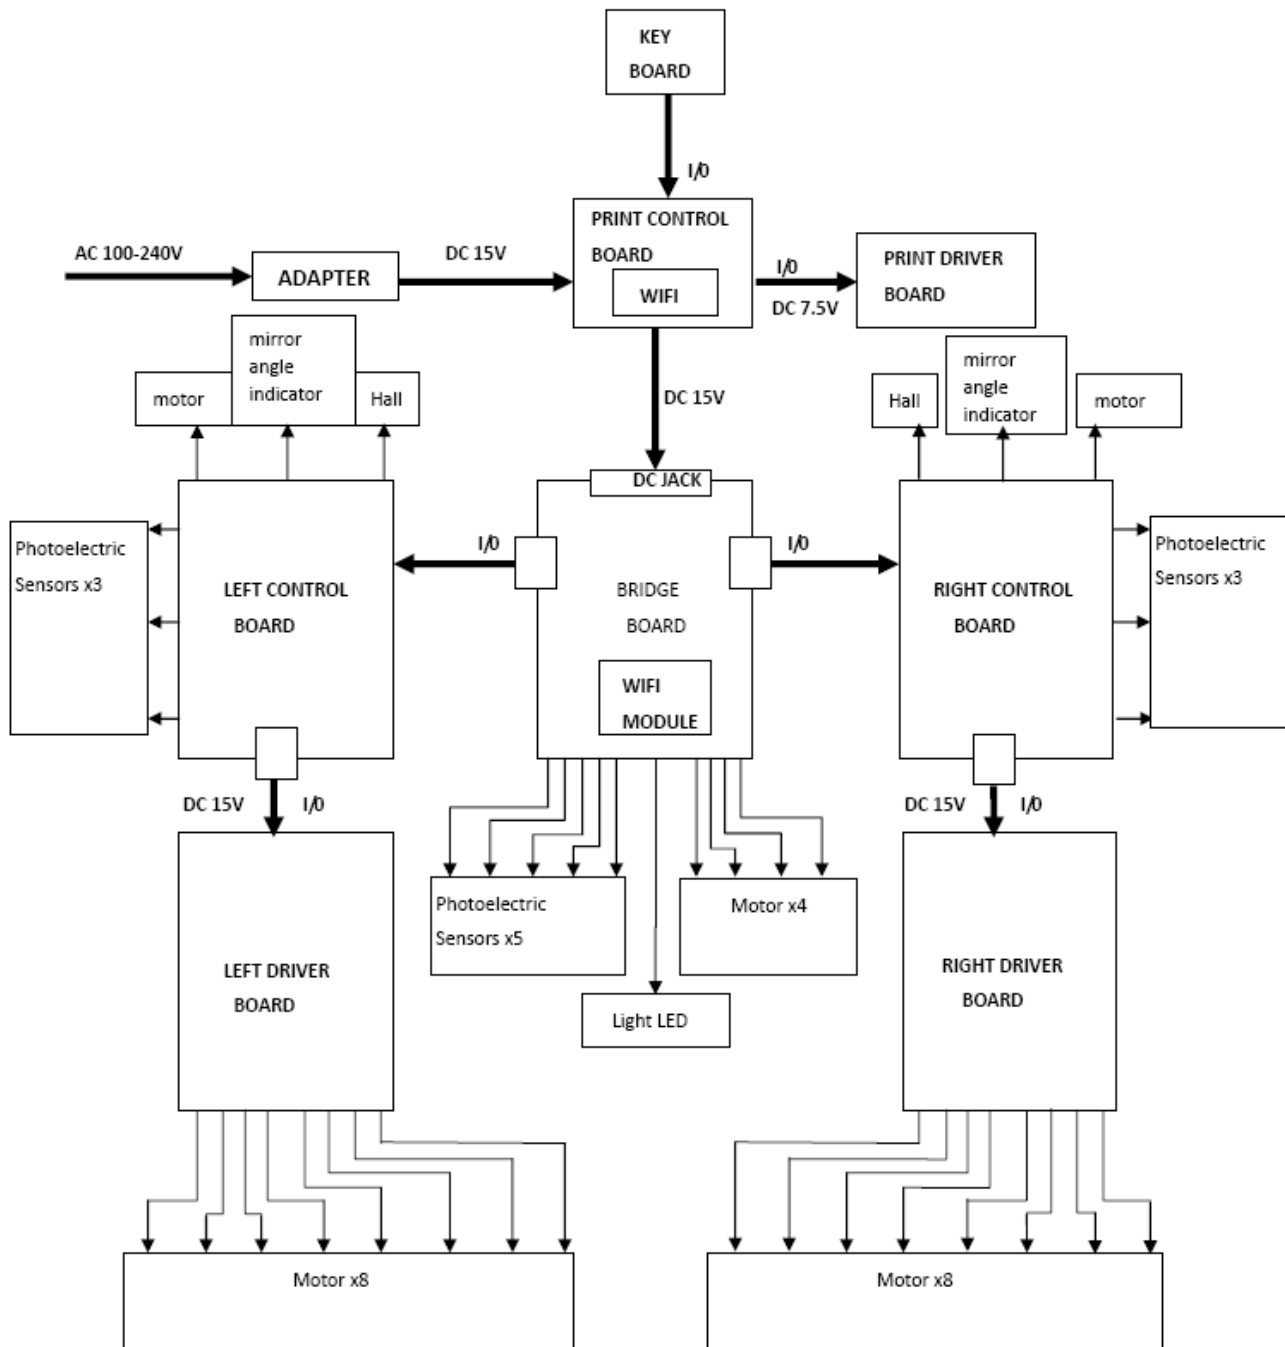 KEY
BOARD
I/0
PRINT CONTROL
BOARD
WIFI
AC 100-240V
ADAPTER
DC 15V
I/0
DC 7.5V
PRINT DRIVER
BOARD
motor
mirror
angle
indicator
Hall
DC 15V
Hall
mirror
angle
indicator
motor
DC JACK
Photoelectric
Sensors x3
LEFT CONTROL
BOARD
I/0
BRIDGE
BOARD
WIFI
MODULE
I/0
RIGHT CONTROL
BOARD
Photoelectric
Sensors x3
DC 15V
I/0
DC 15V
I/0
Photoelectric
Sensors x5
Motor x4
Light LED
LEFT DRIVER
BOARD
RIGHT DRIVER
BOARD
Motor x8
Motor x8